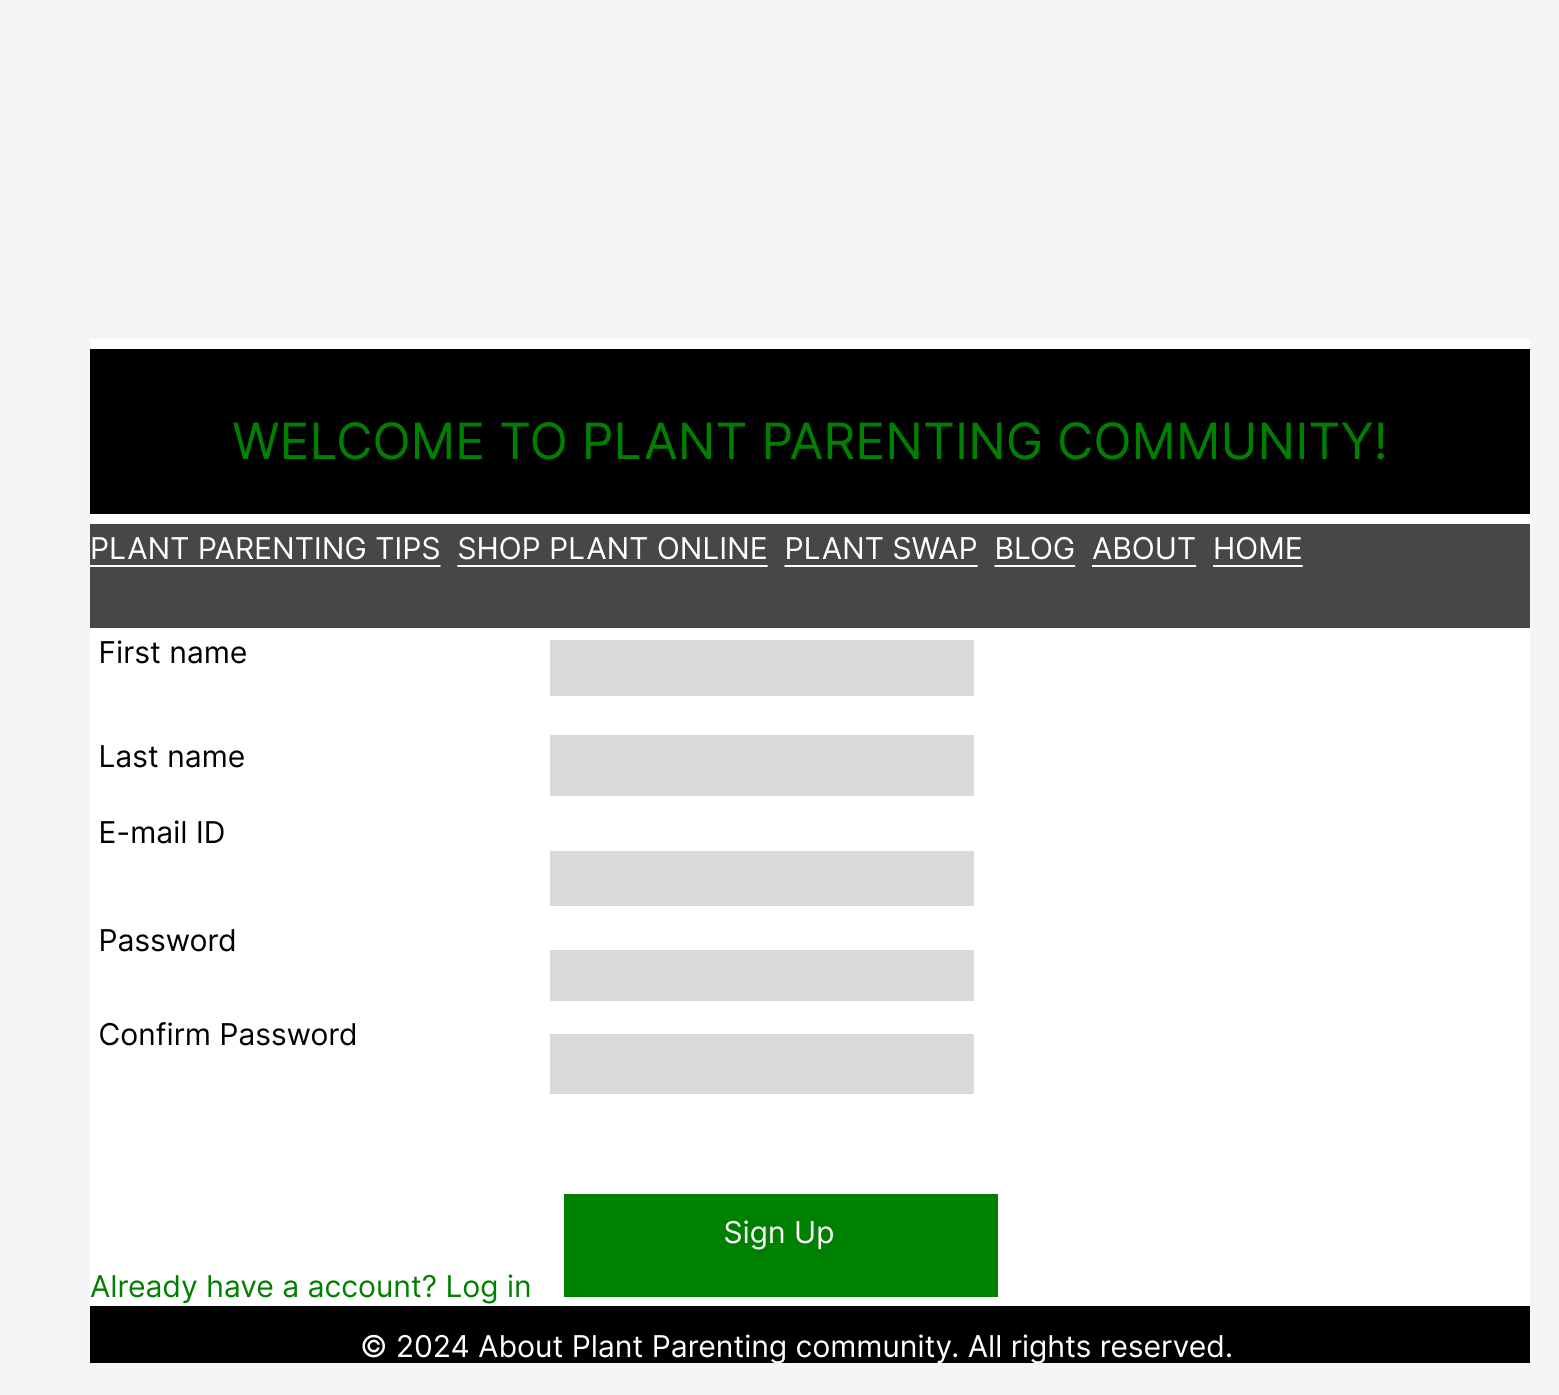 WELCOME TO PLANT PARENTING COMMUNITY!
PLANT PARENTING TIPS SHOP PLANT ONLINE PLANT SWAP BLOG ABOUT HOME
First name
Last name
E-mail ID
Password
Confirm Password
Sign Up
Already have a account? Log in
© 2024 About Plant Parenting community. All rights reserved.